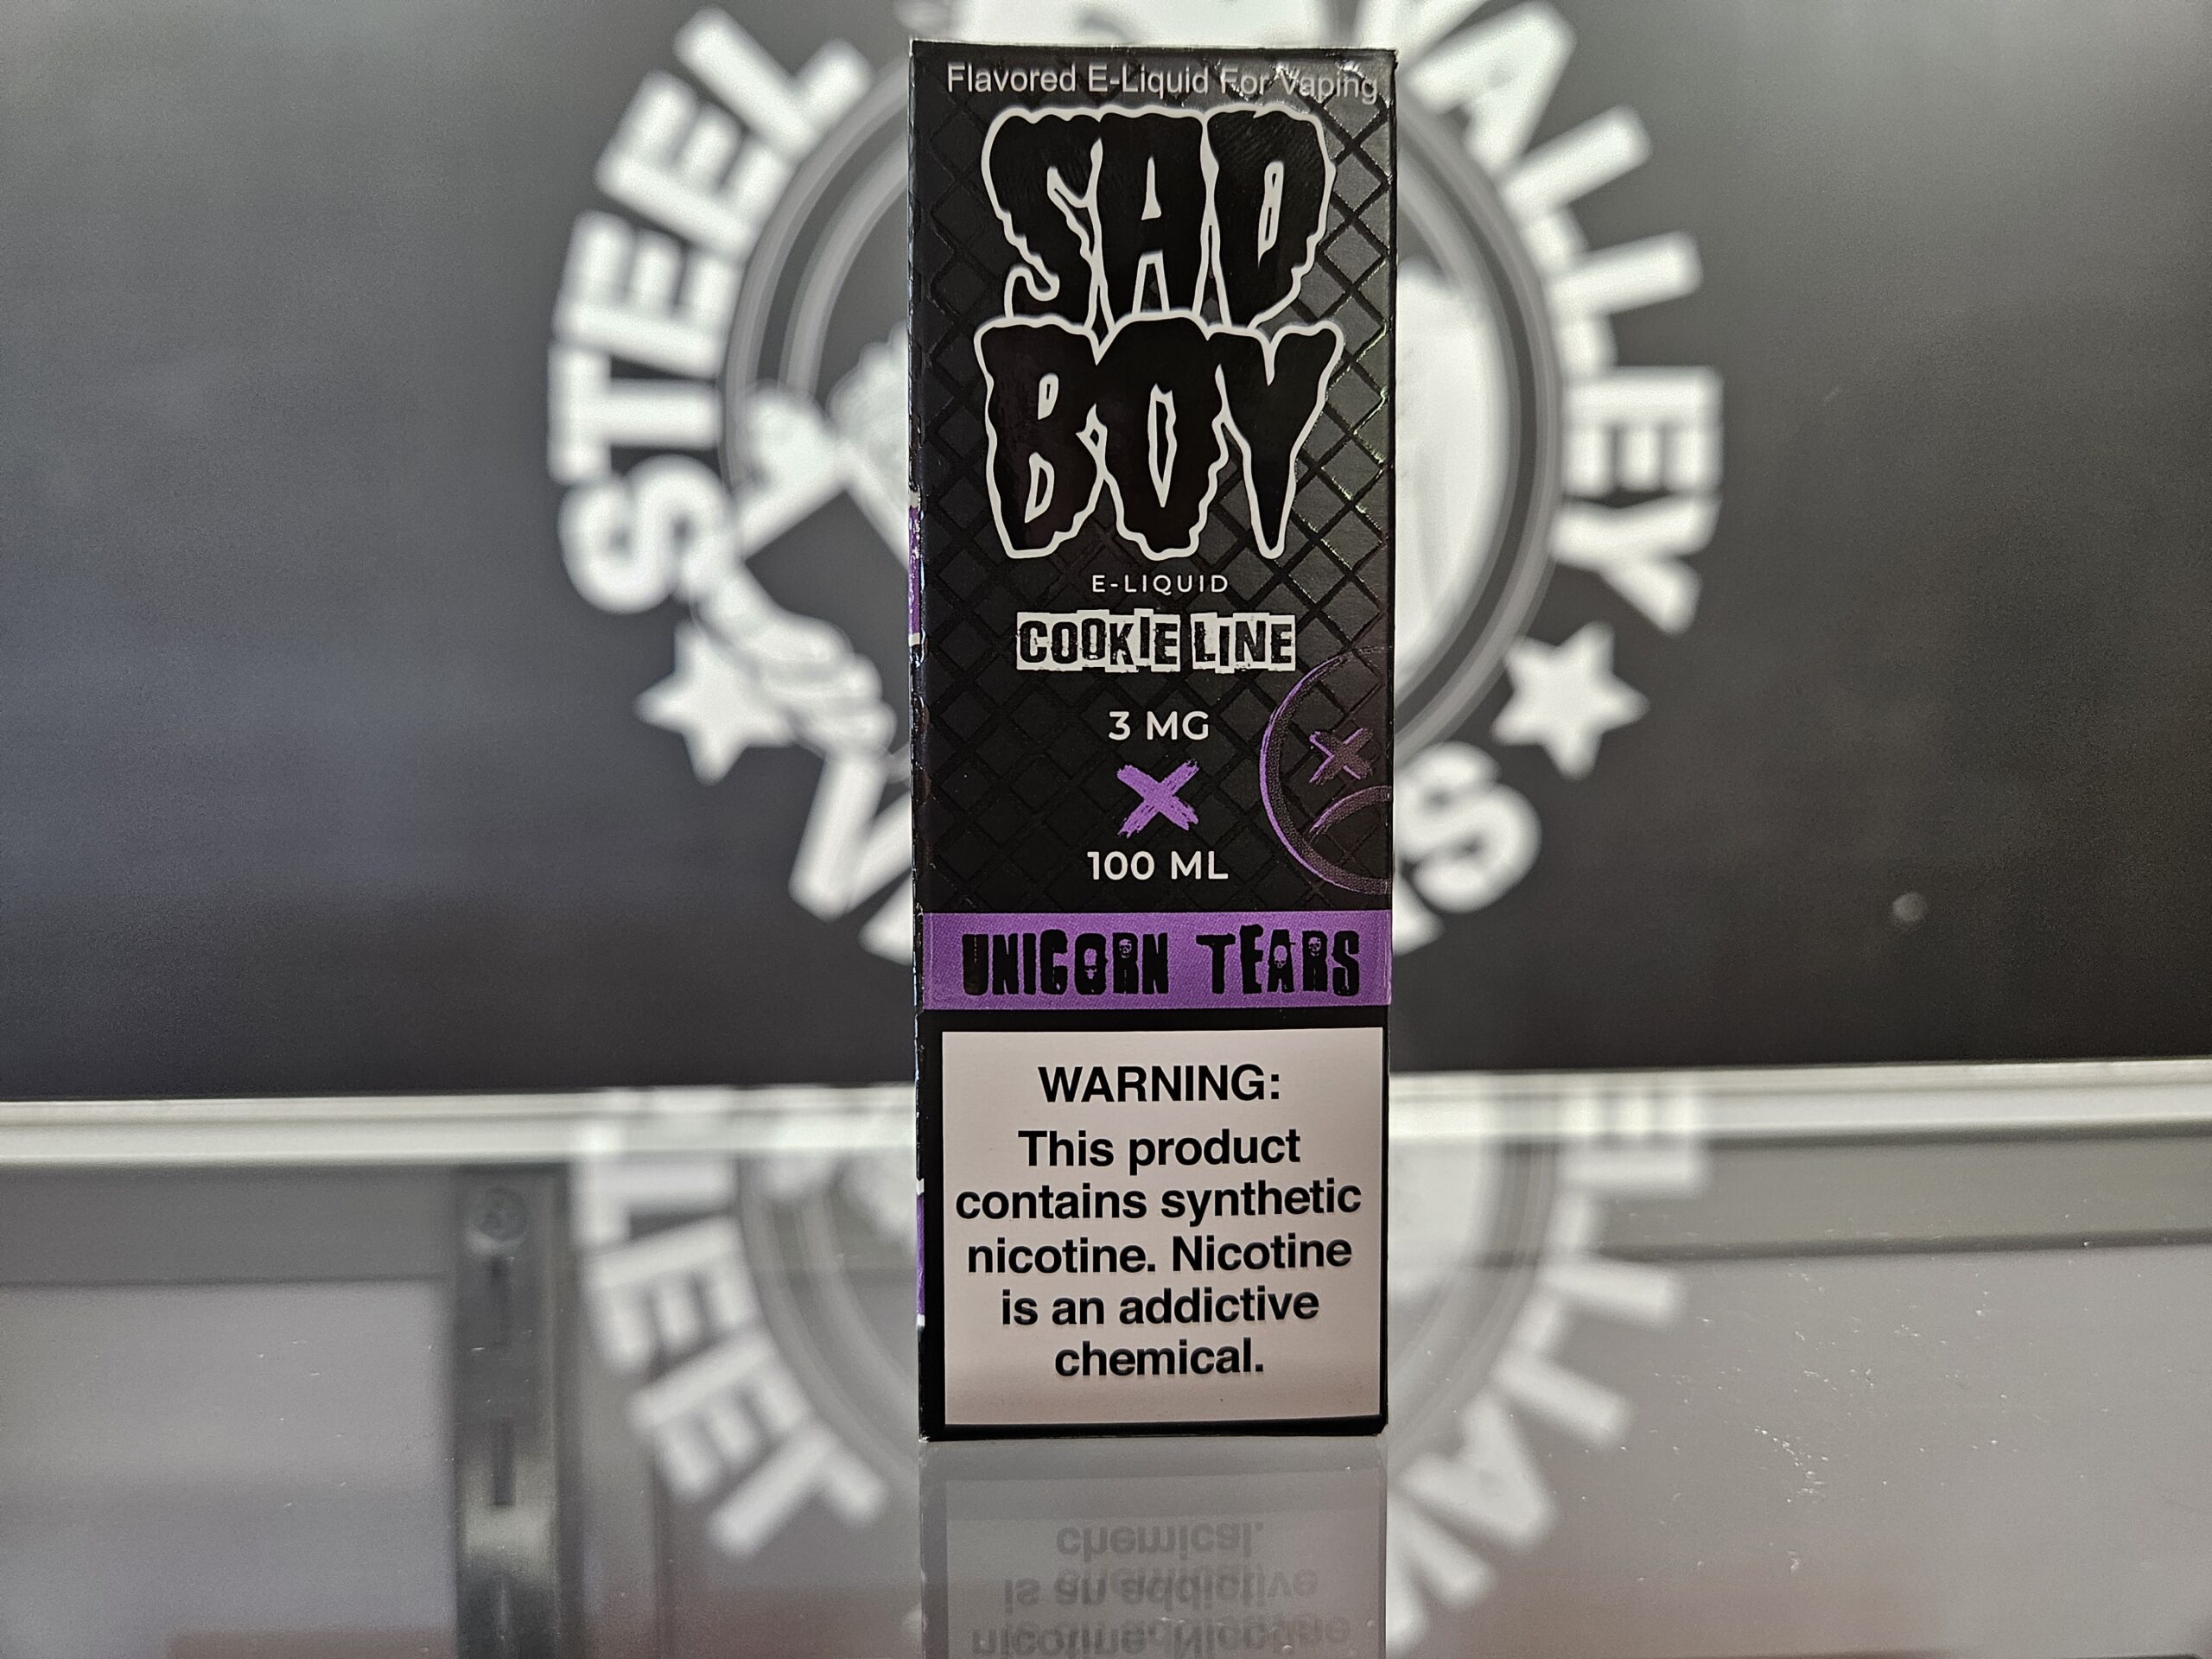 Flavored E-Liquid For Vaping
SAD
BOY
E-LIQUID
COOKIE LINE
3 MG
X
100 ML
UNICORN TEARS
WARNING:
This product
contains synthetic
nicotine. Nicotine
is an addictive
chemical.
STEEL